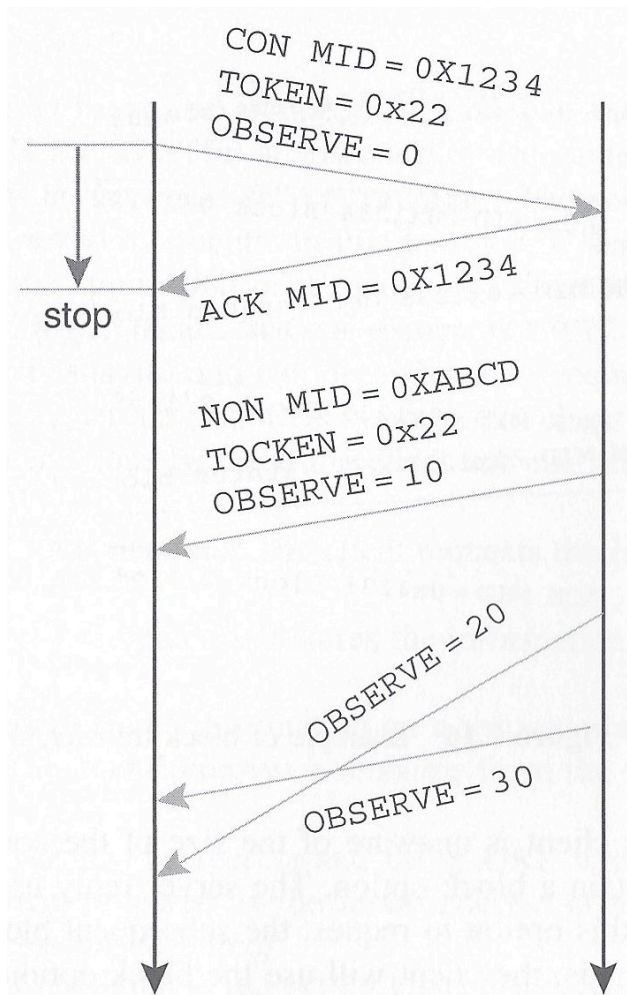 CON MID = 0X1234
TOKEN = 0x22
OBSERVE = 0
stop
ACK MID = 0X1234
NON MID = 0XABCD
TOCKEN = 0x22
OBSERVE = 10
OBSERVE = 20
OBSERVE = 30